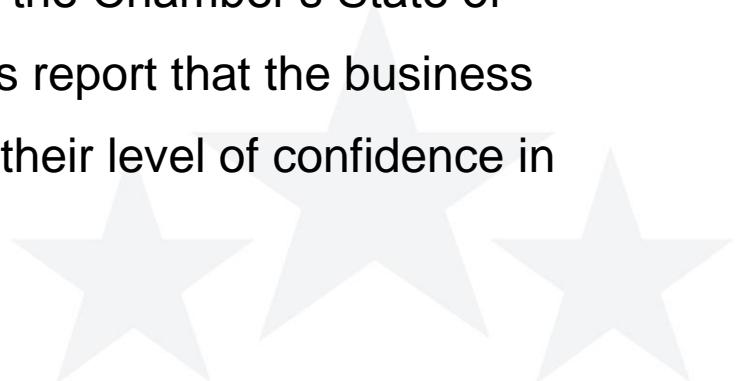 the Chamber's State of
s report that the business
their level of confidence in